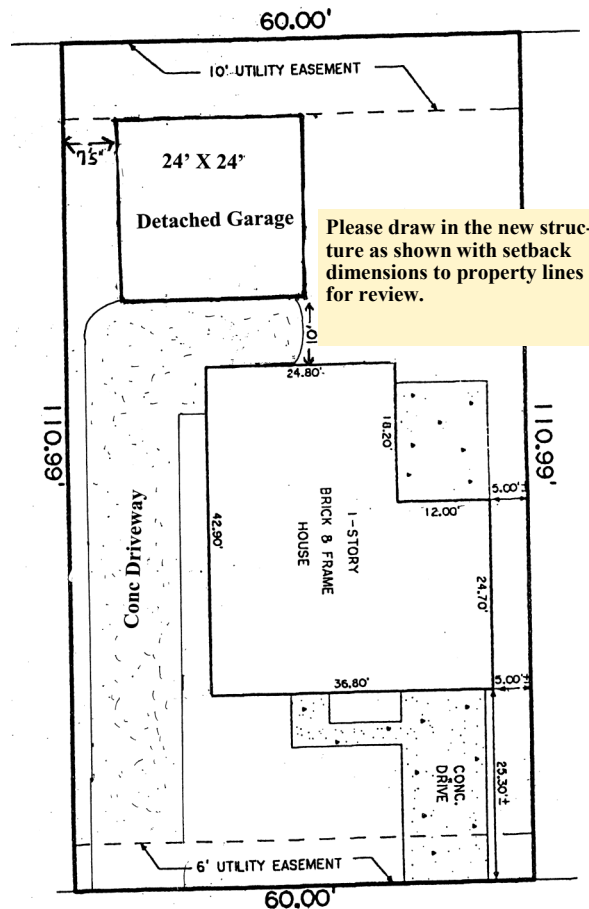 60.00'
10' UTILITY EASEMENT
7'5"
24’ X 24’
Detached Garage
Please draw in the new struc-
ture as shown with setback
dimensions to property lines
for review.
10'
24.80'
110.99'
110.99'
18.20'
5.00'±
12.00'
42.90'
1-STORY
BRICK & FRAME
HOUSE
Conc Driveway
24.70'
36.80'
5.00'±
CONC.
DRIVE
25.30'±
6' UTILITY EASEMENT
60.00'